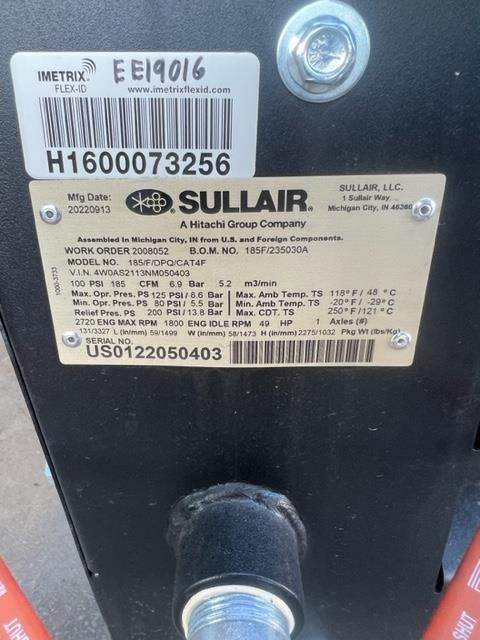 IMETRIX
FLEX-ID
EE19016
www.imetrixflexid.com
H1600073256
Mfg Date:
20220913
SULLAIR
A Hitachi Group Company
SULLAIR, LLC.
1 Sullair Way
Michigan City, IN 46360
Assembled in Michigan City, IN from U.S. and Foreign Components.
WORK ORDER 2008052 B.O.M. NO. 185F/235030A
MODEL NO. 185/F/DPQ/CAT4F
V.I.N. 4W0AS2113NM050403
100 PSI 185 CFM 6.9 Bar 5.2 m3/min
Max. Opr. Press PS 125 PSI/8.6 Bar Max. Amb Temp. TS 118°F/ 48°C
Min. Opr. Press PS 80 PSI/ 5.5 Bar Min. Amb Temp. TS -20°F/ -29°C
Relief Press. PS 200 PSI/13.8 Bar Max. CDT. TS 250°F/121°C
2720 ENG MAX RPM 1800 ENG IDLE RPM 49 HP 1 Axles (#)
131/3327 L (in/mm) 59/1499 W (in/mm) 58/1473 H (in/mm) 2275/1032 Pkg Wt (lbs/Kg)
SERIAL NO.
US0122050403